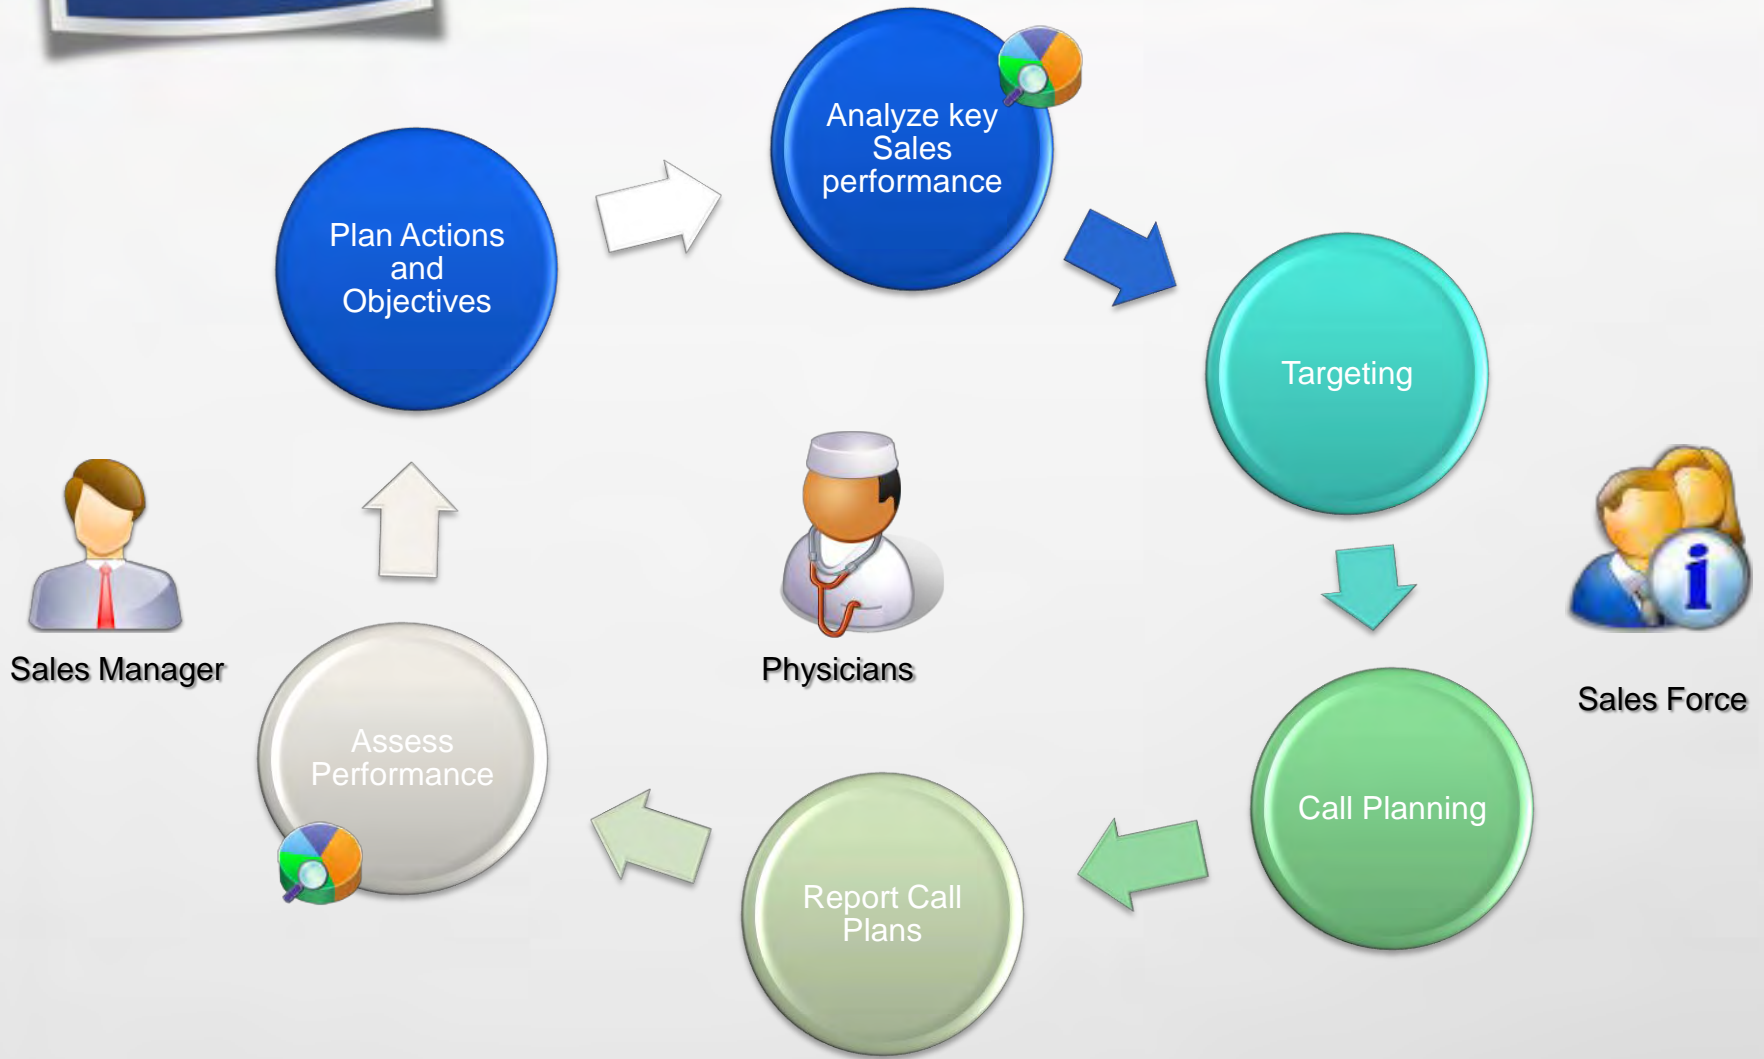 Analyze key
Sales
performance
Plan Actions
and
Objectives
Targeting
Sales Manager
Physicians
Sales Force
Assess
Performance
Call Planning
Report Call
Plans